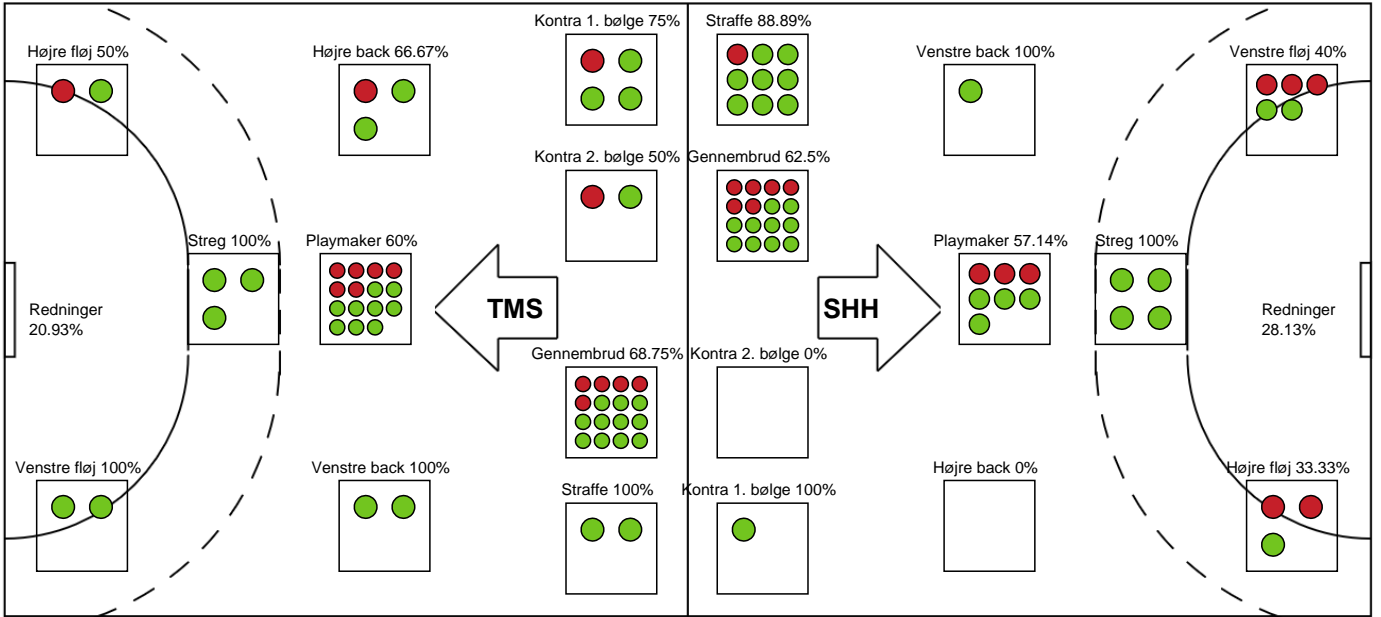 Kontra 1. bølge 75%
Straffe 88.89%
Højre fløj 50%
Højre back 66.67%
Venstre back 100%
Venstre fløj 40%
Kontra 2. bølge 50%
Gennembrud 62.5%
Streg 100%
Playmaker 60%
Playmaker 57.14%
Streg 100%
Redninger
20.93%
TMS
SHH
Redninger
28.13%
Gennembrud 68.75%
Kontra 2. bølge 0%
Venstre fløj 100%
Venstre back 100%
Højre back 0%
Højre fløj 33.33%
Straffe 100%
Kontra 1. bølge 100%